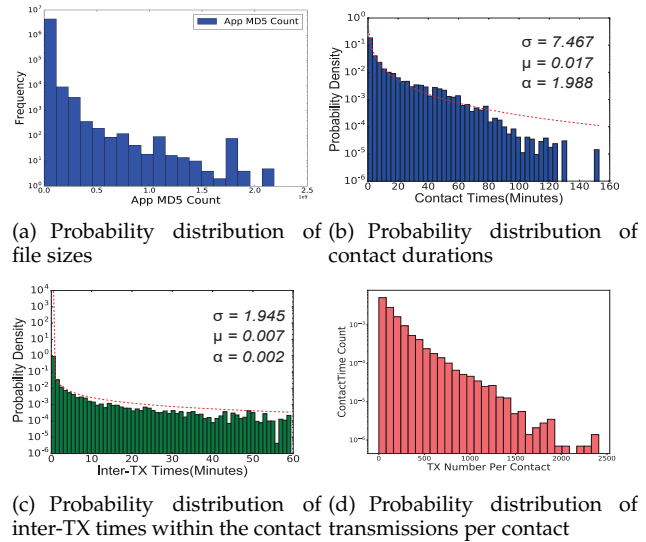 App MD5 Count
Frequency
10^7
10^6
10^5
10^4
10^3
10^2
10^1
10^0
0.0 0.5 1.0 1.5 2.0 2.5
1e9
App MD5 Count
Probability Density
10^0
10^-1
10^-2
10^-3
10^-4
10^-5
10^-6
σ = 7.467
μ = 0.017
α = 1.988
0 20 40 60 80 100 120 140 160
Contact Times(Minutes)
(a) Probability distribution of file sizes
(b) Probability distribution of contact durations
Probability Density
10^4
10^3
10^2
10^1
10^0
10^-1
10^-2
10^-3
10^-4
10^-5
10^-6
σ = 1.945
μ = 0.007
α = 0.002
0 10 20 30 40 50 60
Inter-TX Times(Minutes)
ContactTime Count
10^-6
0 500 1000 1500 2000 2500
TX Number Per Contact
(c) Probability distribution of inter-TX times within the contact
(d) Probability distribution of transmissions per contact